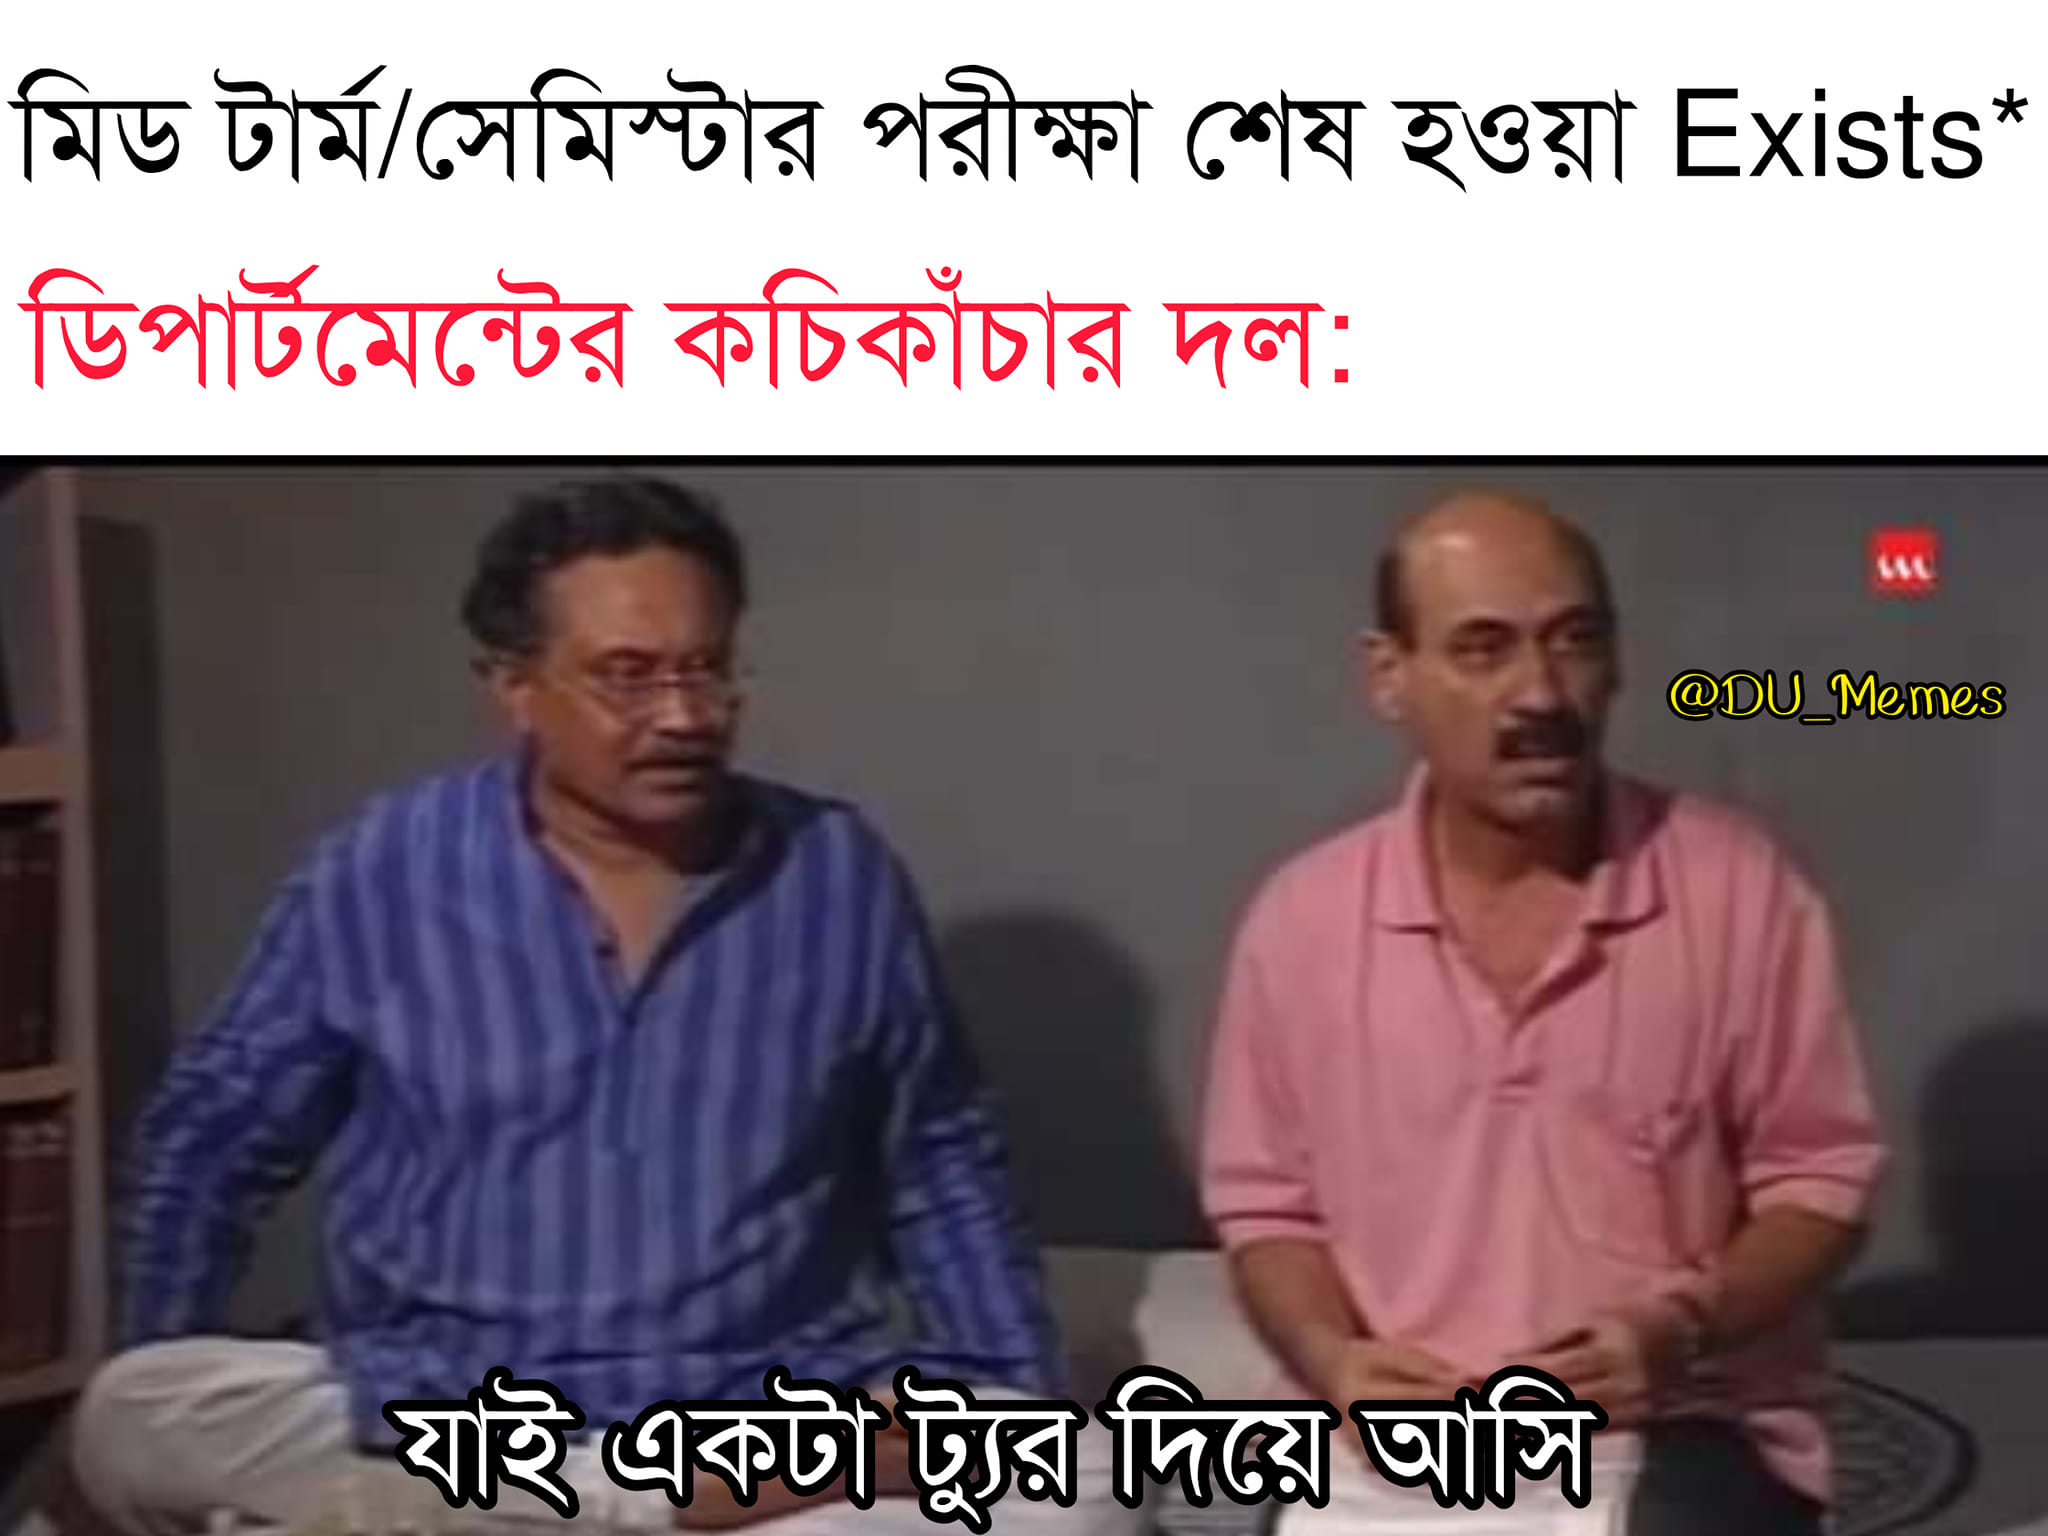 মিড টার্ম/সেমিস্টার পরীক্ষা শেষ হওয়া Exists*
ডিপার্টমেন্টের কচিকাঁচার দল:
@DU_Memes
যাই একটা ট্যুর দিয়ে আসি